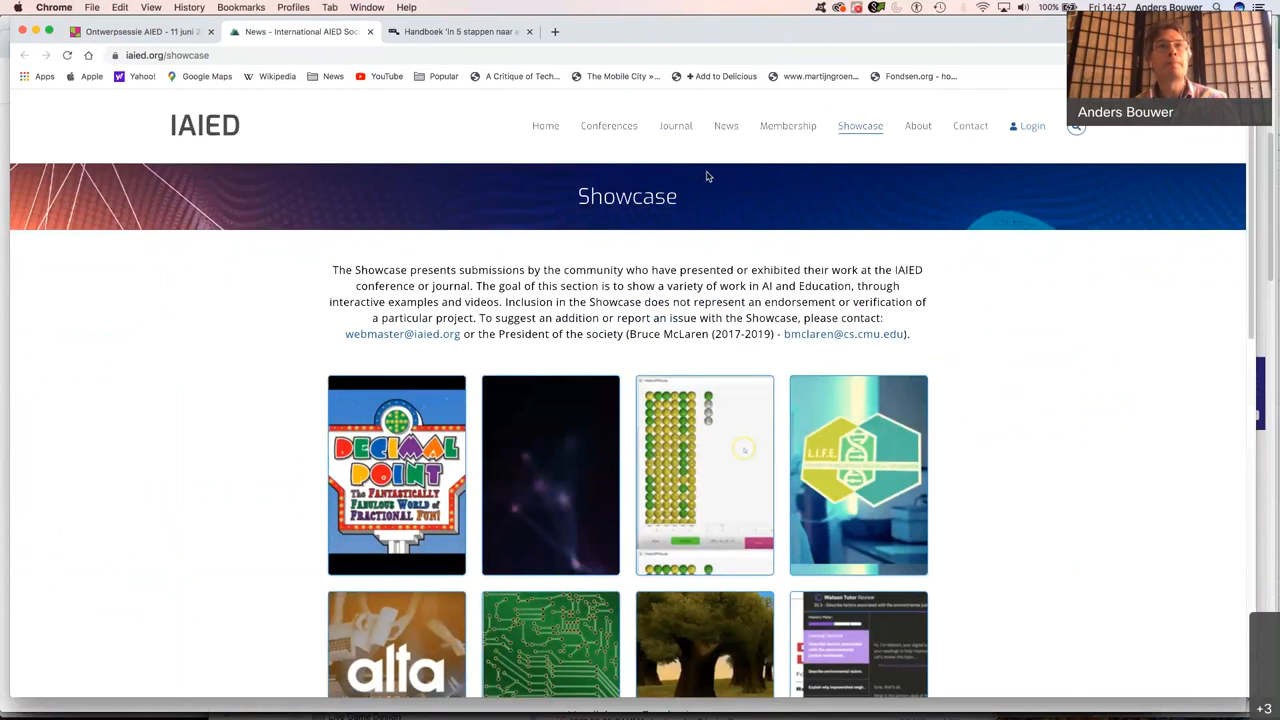 Chrome File Edit View History Bookmarks Profiles Tab Window Help 100% Fri 14:47 Anders Bouwer
Ontwerpsessie AIED - 11 juni 2 News - International AIED Soci Handboek 'In 5 stappen naar e
iaied.org/showcase
Apps Apple Yahoo! Google Maps Wikipedia News YouTube Popular A Critique of Tech... The Mobile City »... + Add to Delicious www.martijngroen... Fondsen.org - ho...
Anders Bouwer
IAIED Home Conferences Journal News Membership Showcase About Contact Login
Showcase
The Showcase presents submissions by the community who have presented or exhibited their work at the IAIED
conference or journal. The goal of this section is to show a variety of work in AI and Education, through
interactive examples and videos. Inclusion in the Showcase does not represent an endorsement or verification of
a particular project. To suggest an addition or report an issue with the Showcase, please contact:
webmaster@iaied.org or the President of the society (Bruce McLaren (2017-2019) - bmclaren@cs.cmu.edu).
DECIMAL
POINT
THE FANTASTICALLY
FABULOUS WORLD OF
FRACTIONAL FUN!
L.I.F.E.
Watson Tutor Review
+3